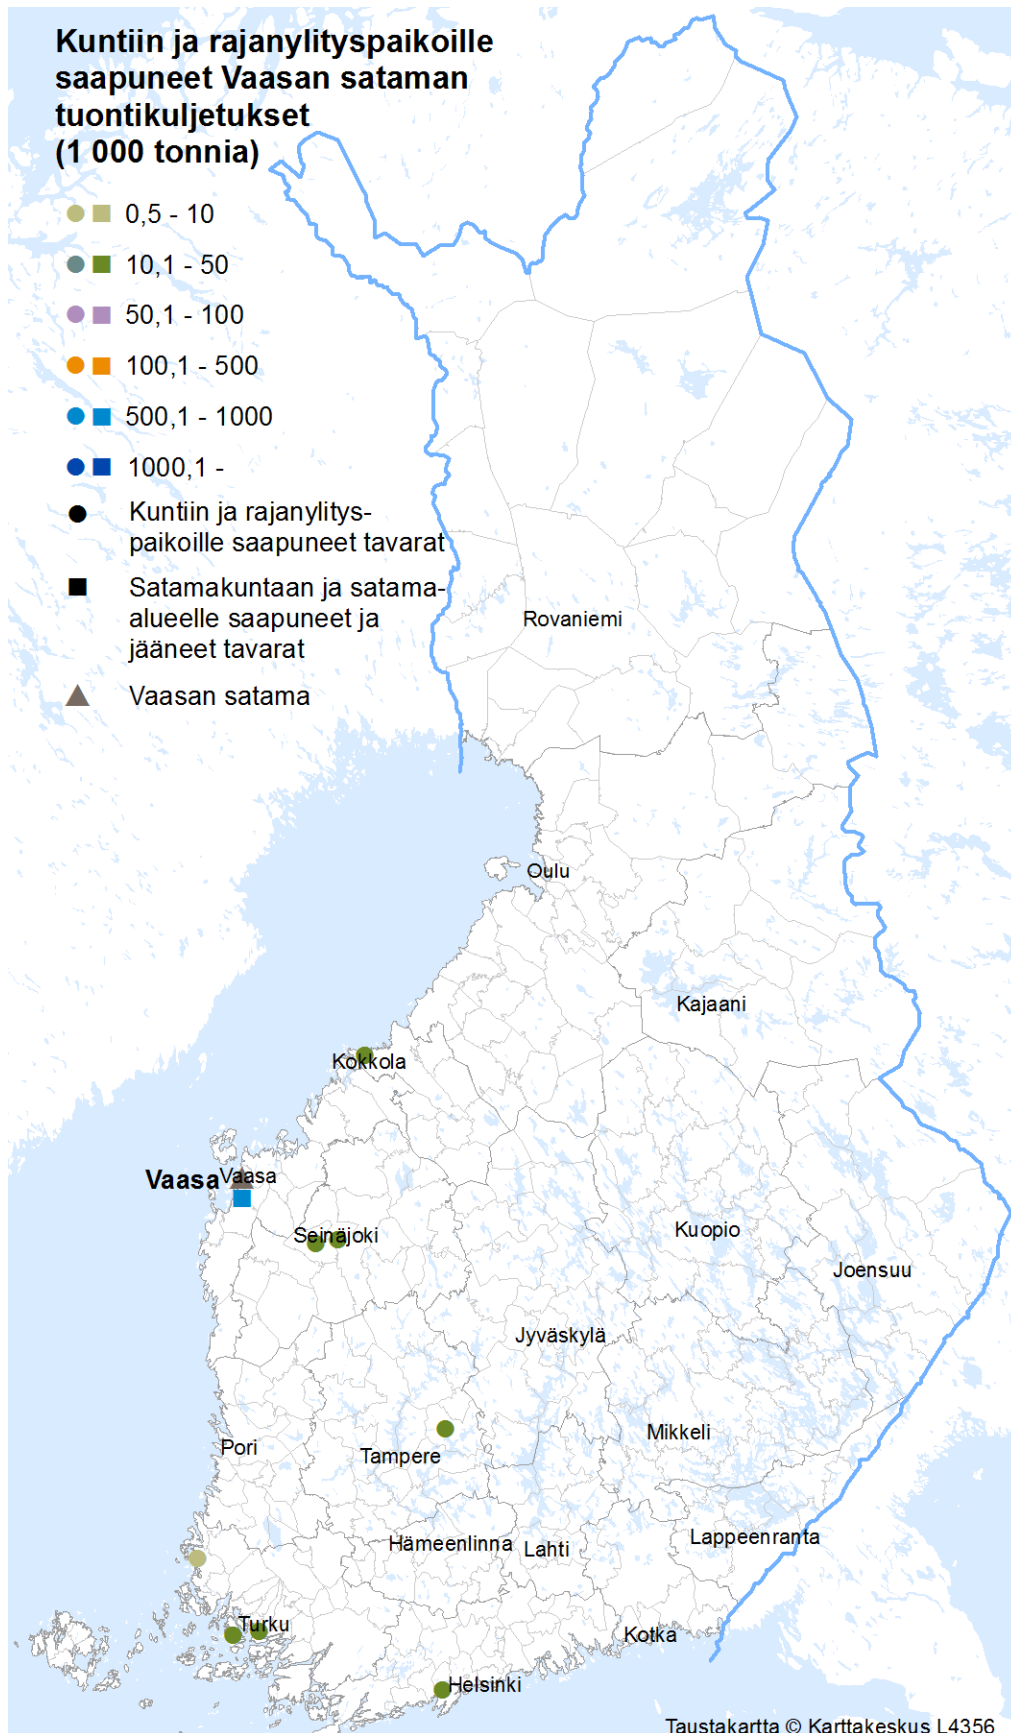 Kuntiin ja rajanylityspaikoille
saapuneet Vaasan sataman
tuontikuljetukset
(1 000 tonnia)
0,5 - 10
10,1 - 50
50,1 - 100
100,1 - 500
500,1 - 1000
1000,1 -
Kuntiin ja rajanylitys-
paikoille saapuneet tavarat
Satamakuntaan ja satama-
alueelle saapuneet ja
jääneet tavarat
Vaasan satama
Rovaniemi
Oulu
Kajaani
Kokkola
Vaasa
Vaasa
Seinäjoki
Kuopio
Joensuu
Jyväskylä
Mikkeli
Pori
Tampere
Hämeenlinna
Lahti
Lappeenranta
Turku
Kotka
Helsinki
Taustakartta © Karttakeskus L4356